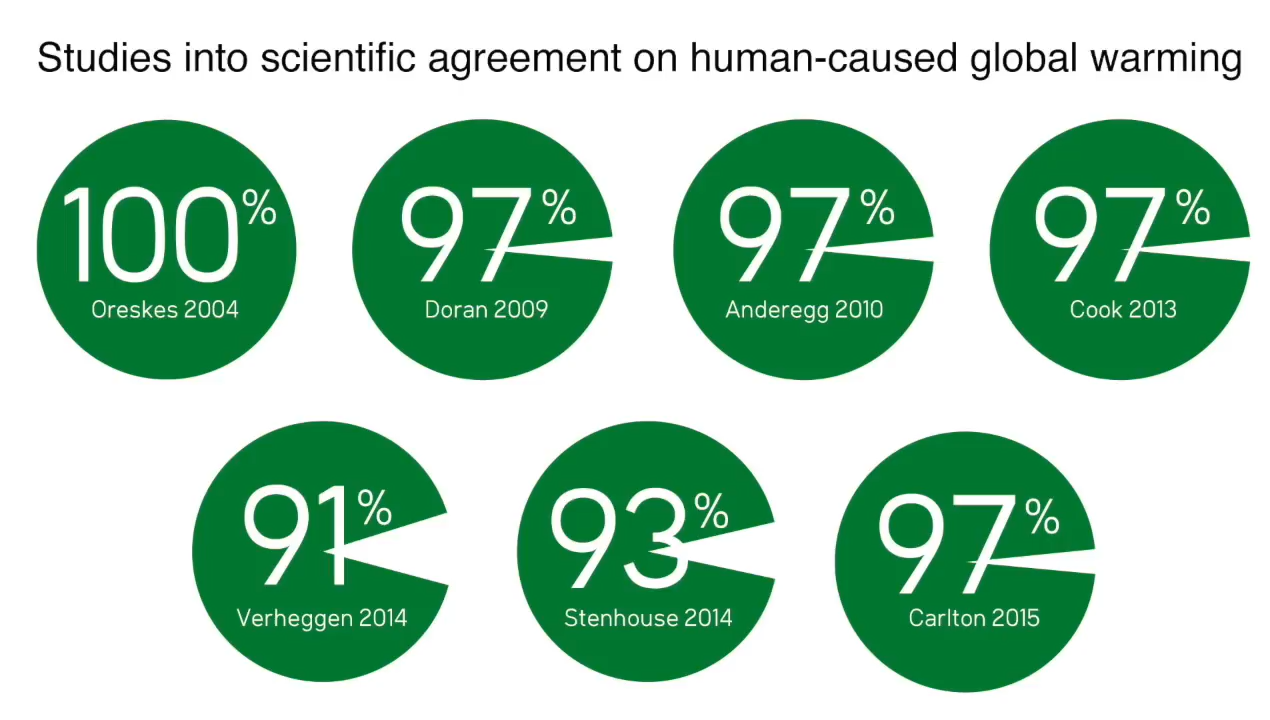 Studies into scientific agreement on human-caused global warming
100%
Oreskes 2004
97%
Doran 2009
97%
Anderegg 2010
97%
Cook 2013
91%
Verheggen 2014
93%
Stenhouse 2014
97%
Carlton 2015